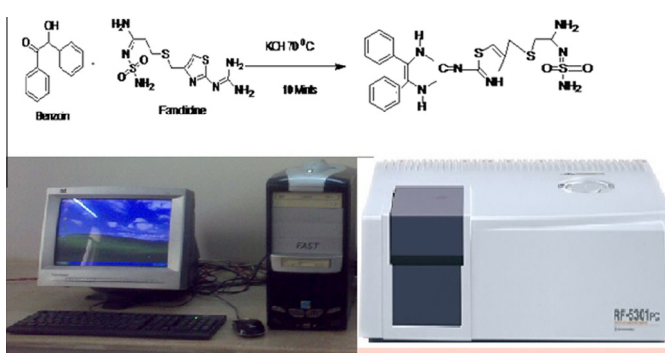 OH
O
Benzoin
H₂N
N
S
O
S
O
NH₂
S
N
N
NH₂
NH₂
Famotidine
KOH 70 °C
10 Mints
H
N
N
H
C=N
S
NH
S
NH₂
N
O=S=O
NH₂
FAST
RF-5301PC